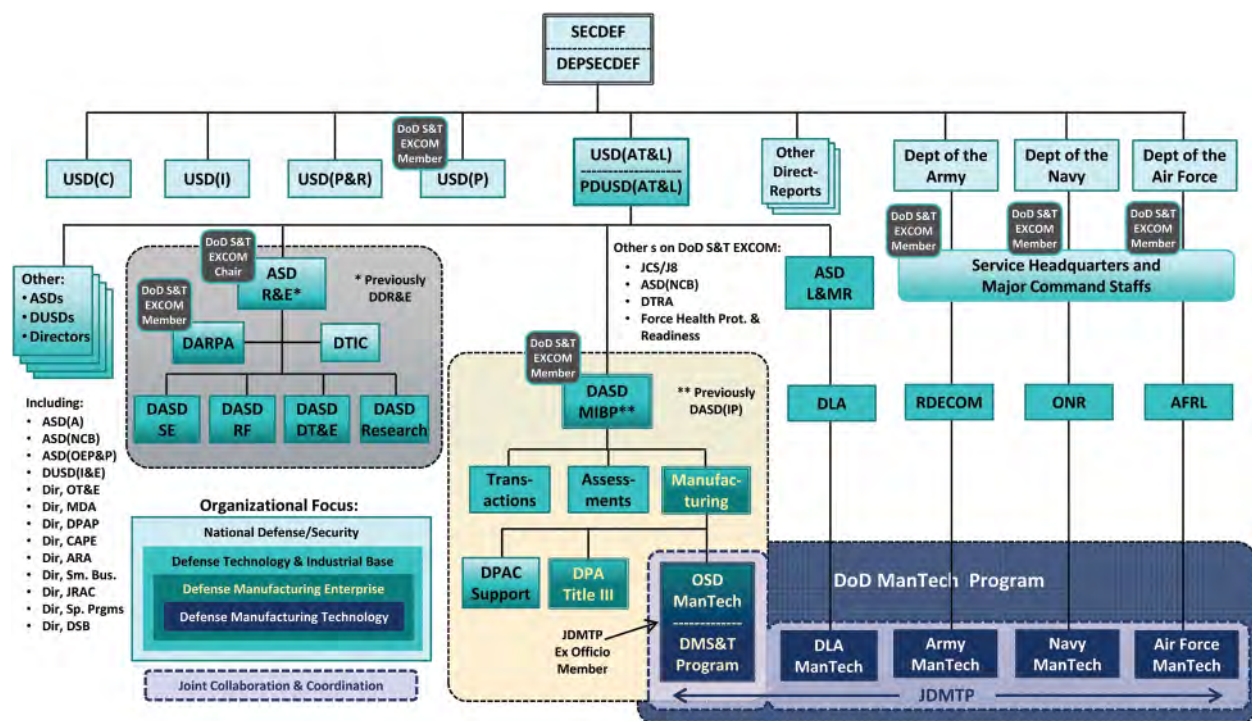 SECDEF
DEPSECDEF
DoD S&T
EXCOM
Member
USD(C)
USD(I)
USD(P&R)
USD(P)
USD(AT&L)
PDUSD(AT&L)
Other
Direct-
Reports
Dept of the
Army
Dept of the
Navy
Dept of the
Air Force
DoD S&T
EXCOM
Member
DoD S&T
EXCOM
Member
DoD S&T
EXCOM
Member
Service Headquarters and
Major Command Staffs
Other:
•ASDs
•DUSDs
•Directors
DoD S&T
EXCOM
Chair
ASD
R&E*
* Previously
DDR&E
DoD S&T
EXCOM
Member
DARPA
DTIC
DASD
SE
DASD
RF
DASD
DT&E
DASD
Research
Other s on DoD S&T EXCOM:
• JCS/J8
• ASD(NCB)
• DTRA
• Force Health Prot. &
Readiness
ASD
L&MR
DoD S&T
EXCOM
Member
DASD
MIBP**
** Previously
DASD(IP)
DLA
RDECOM
ONR
AFRL
Including:
• ASD(A)
• ASD(NCB)
• ASD(OEP&P)
• DUSD(I&E)
• Dir, OT&E
• Dir, MDA
• Dir, DPAP
• Dir, CAPE
• Dir, ARA
• Dir, Sm. Bus.
• Dir, JRAC
• Dir, Sp. Prgms
• Dir, DSB
Trans-
actions
Assess-
ments
Manufac-
turing
Organizational Focus:
National Defense/Security
Defense Technology & Industrial Base
Defense Manufacturing Enterprise
Defense Manufacturing Technology
Joint Collaboration & Coordination
DPAC
Support
DPA
Title III
OSD
ManTech
DMS&T
Program
JDMTP
Ex Officio
Member
DoD ManTech Program
DLA
ManTech
Army
ManTech
Navy
ManTech
Air Force
ManTech
JDMTP